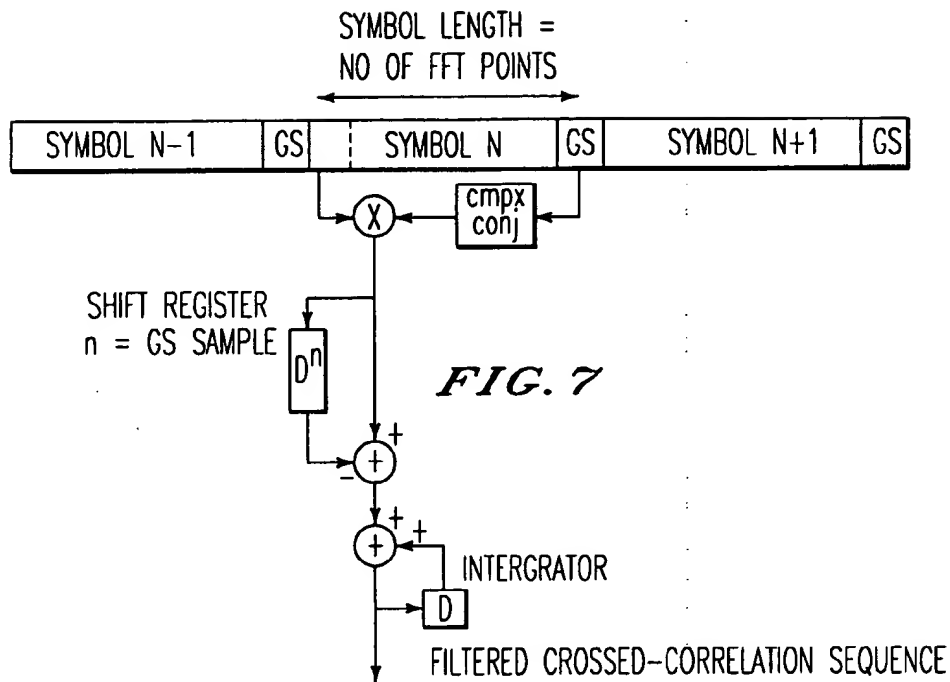 SYMBOL LENGTH =
NO OF FFT POINTS
SYMBOL N-1 GS SYMBOL N GS SYMBOL N+1 GS
X
cmpx
conj
SHIFT REGISTER
n = GS SAMPLE
Dⁿ
FIG. 7
+
- +
+ +
+
INTERGRATOR
D
FILTERED CROSSED-CORRELATION SEQUENCE